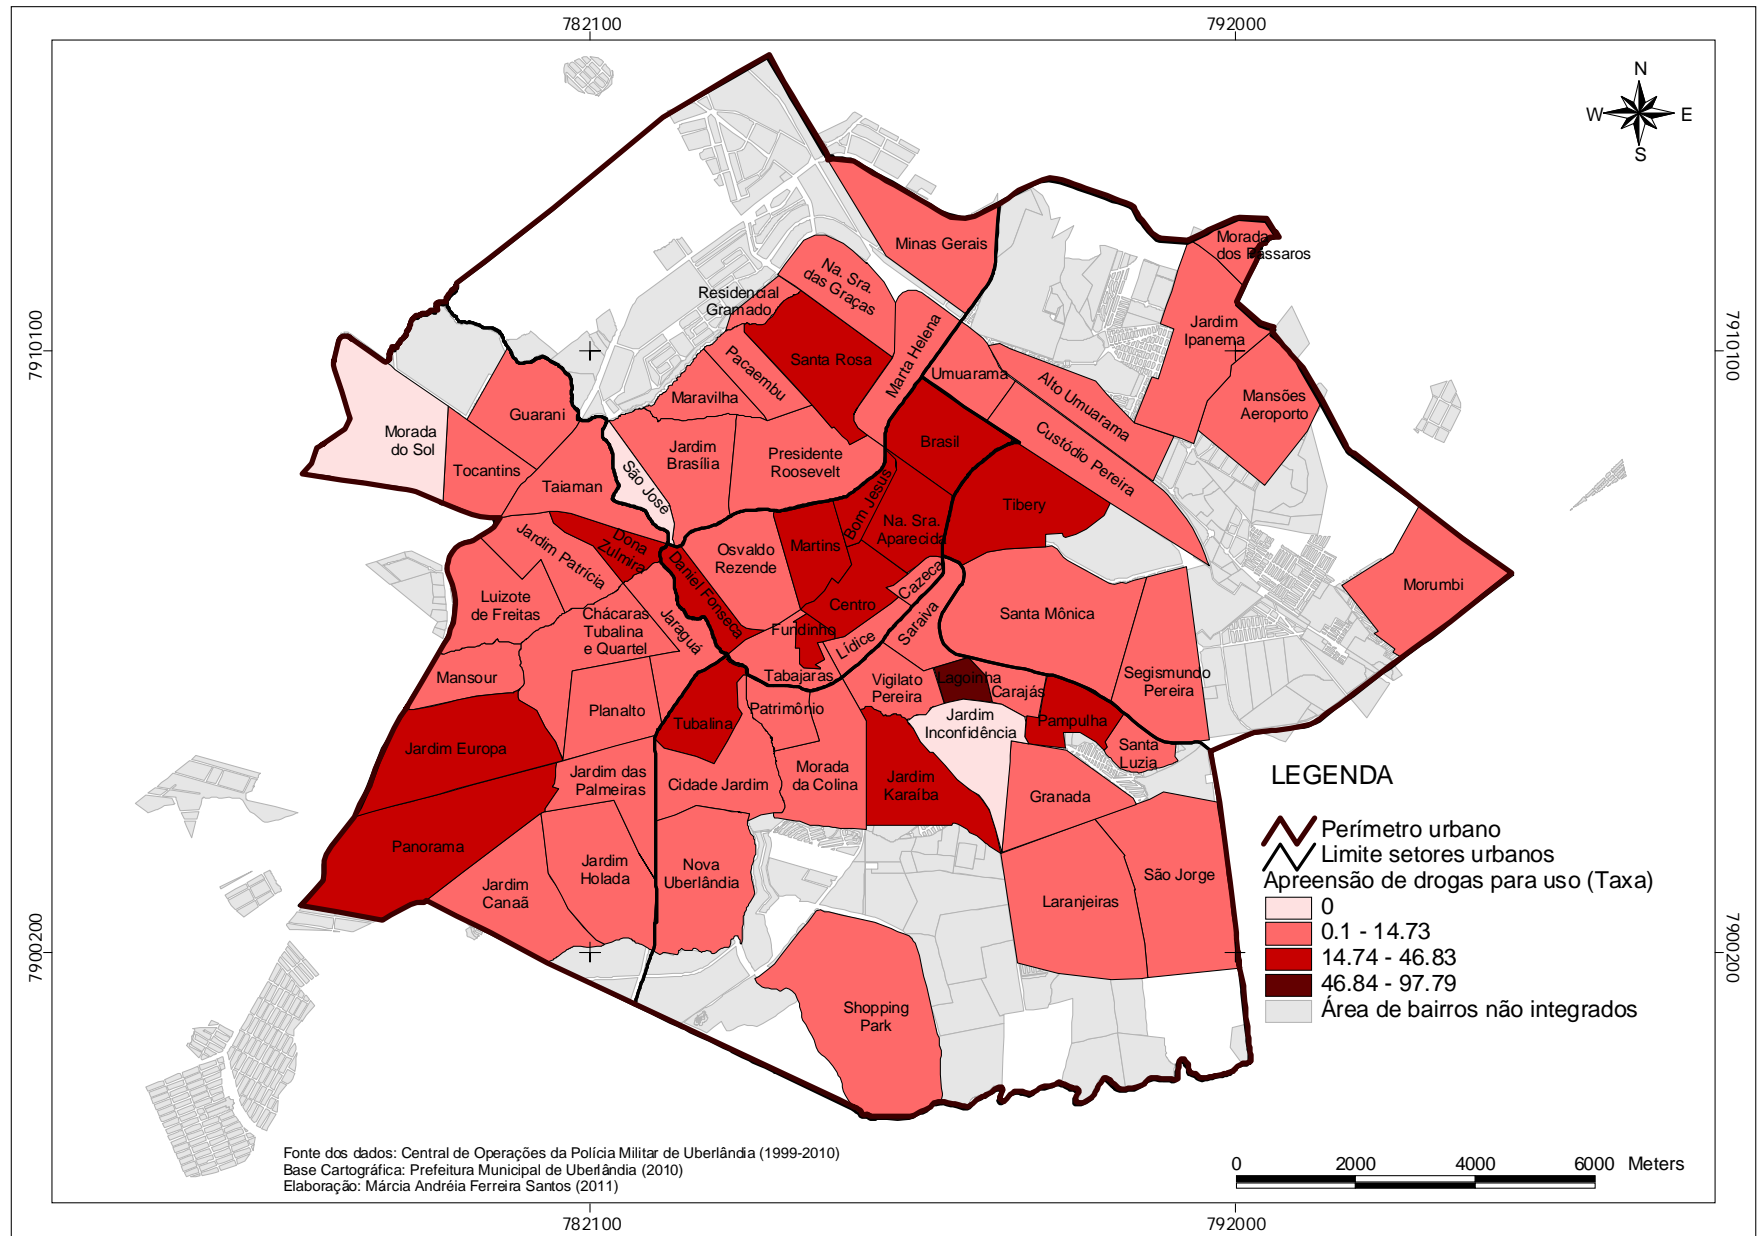 782100
792000
N
W
E
S
7910100
7910100
7900200
7900200
Minas Gerais
Morada
dos Pássaros
Na. Sra.
das Graças
Residencial
Gramado
Jardim
Ipanema
Santa Rosa
Marta Helena
Pacaembu
Maravilha
Umuarama
Alto Umuarama
Mansões
Aeroporto
Guarani
Morada
do Sol
Tocantins
Jardim
Brasília
Presidente
Roosevelt
Brasil
Custódio Pereira
Taiaman
São José
Bom Jesus
Tibery
Na. Sra.
Aparecida
Martins
Osvaldo
Rezende
Dona
Zulmira
Jardim Patrícia
Daniel Fonseca
Cazeca
Morumbi
Luizote
de Freitas
Chácaras
Tubalina
e Quartel
Jaraguá
Centro
Fundinho
Lídice
Saraiva
Santa Mônica
Mansour
Tabajaras
Vigilato
Pereira
Lagoinha
Carajás
Segismundo
Pereira
Planalto
Tubalina
Patrimônio
Jardim
Inconfidência
Pampulha
Santa
Luzia
Jardim Europa
Jardim das
Palmeiras
Cidade Jardim
Morada
da Colina
Jardim
Karaíba
Granada
Panorama
Jardim
Canaã
Jardim
Holada
Nova
Uberlândia
Laranjeiras
São Jorge
Shopping
Park
LEGENDA
Perímetro urbano
Limite setores urbanos
Apreensão de drogas para uso (Taxa)
0
0.1 - 14.73
14.74 - 46.83
46.84 - 97.79
Área de bairros não integrados
Fonte dos dados: Central de Operações da Polícia Militar de Uberlândia (1999-2010)
Base Cartográfica: Prefeitura Municipal de Uberlândia (2010)
Elaboração: Márcia Andréia Ferreira Santos (2011)
0 2000 4000 6000 Meters
782100
792000